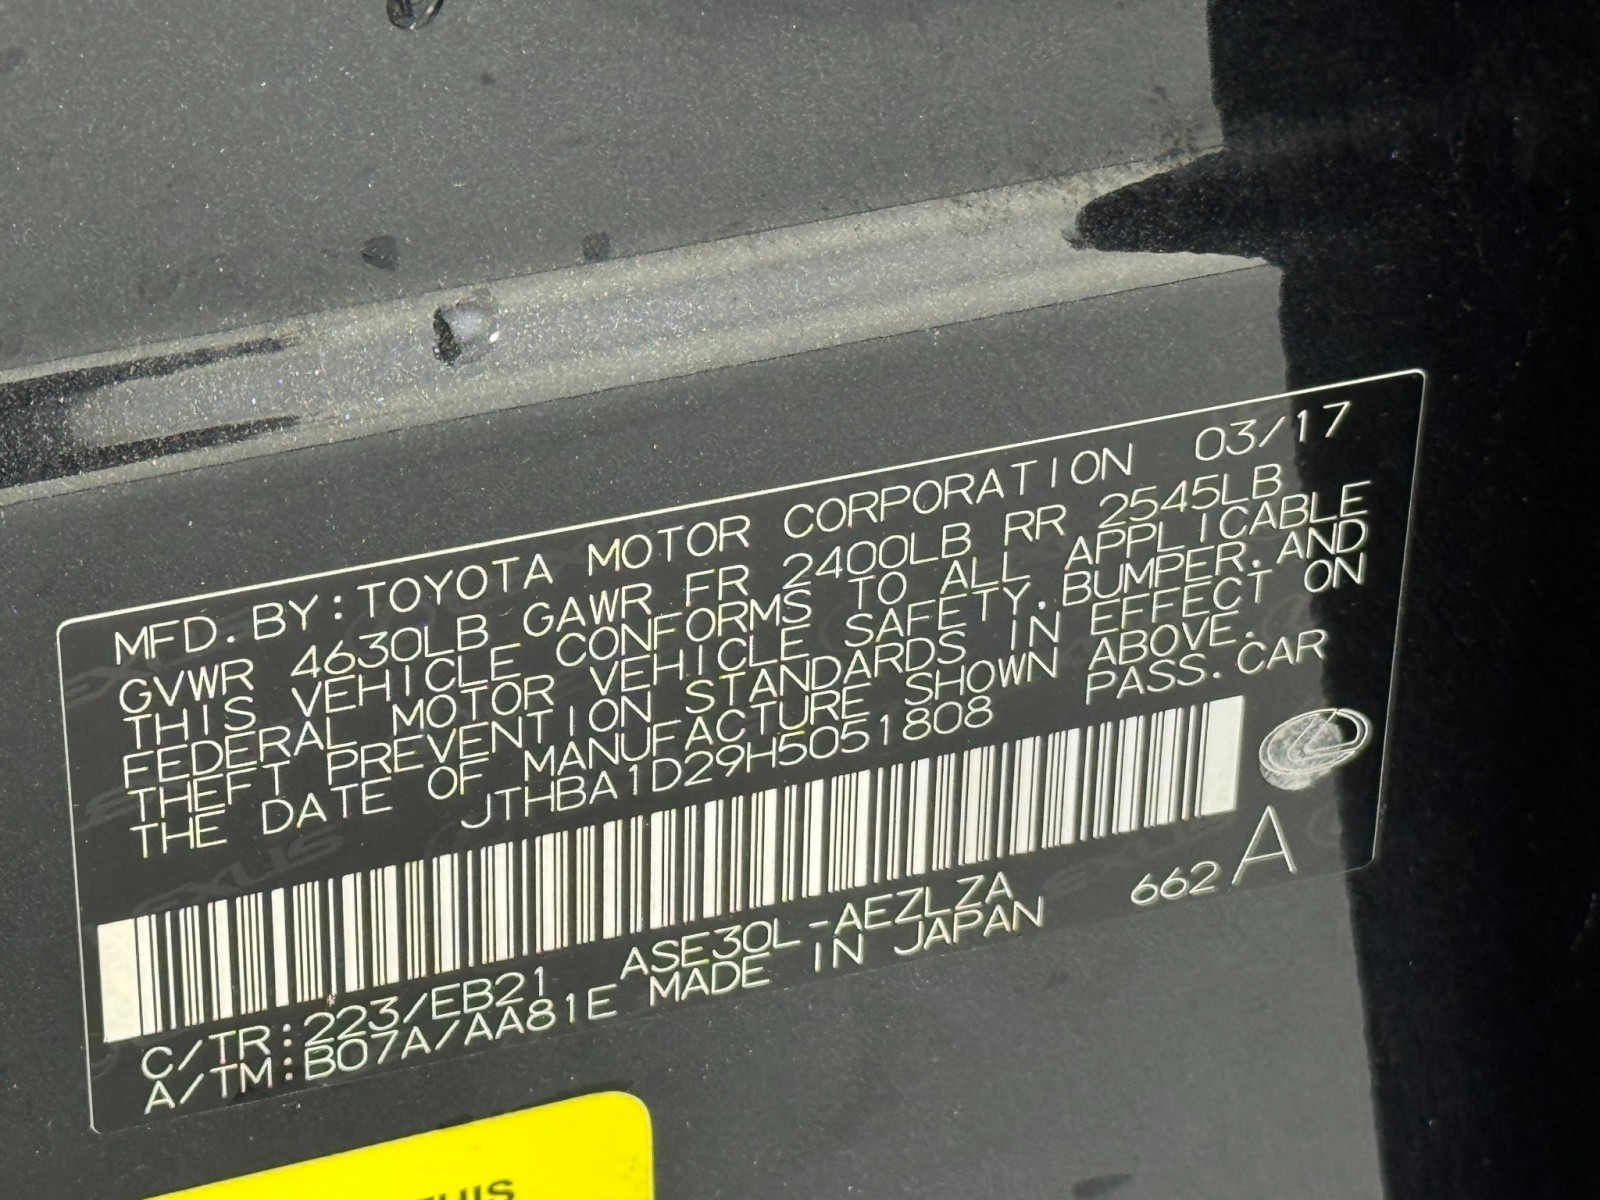 MFD. BY: TOYOTA MOTOR CORPORATION 03/17
GVWR 4630LB GAWR FR 2400LB RR 2545LB
THIS VEHICLE CONFORMS TO ALL APPLICABLE
FEDERAL MOTOR VEHICLE SAFETY, BUMPER, AND
THEFT PREVENTION STANDARDS IN EFFECT ON
THE DATE OF MANUFACTURE SHOWN ABOVE.
JTHBA1D29H5051808 PASS. CAR
662 A
C/TR: 223/EB21 ASE30L-AEZLZA
A/TM: B07A/AA81E MADE IN JAPAN
THIS